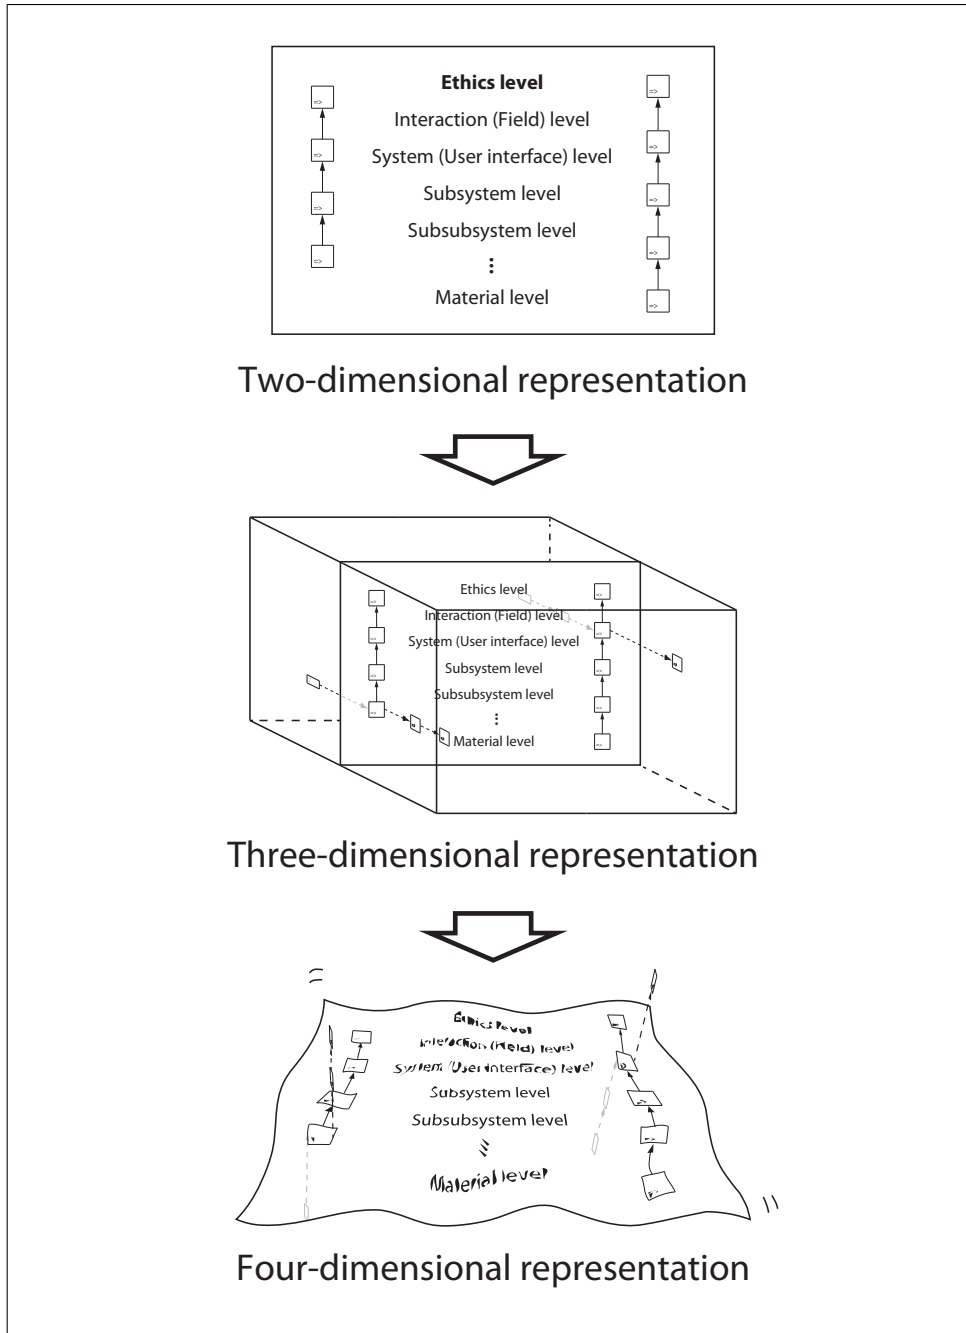 Ethics level
Interaction (Field) level
System (User interface) level
Subsystem level
Subsubsystem level
Material level
Two-dimensional representation
Ethics level
Interaction (Field) level
System (User interface) level
Subsystem level
Subsubsystem level
Material level
Three-dimensional representation
Ethics level
Interaction (Field) level
System (User interface) level
Subsystem level
Subsubsystem level
Material level
Four-dimensional representation